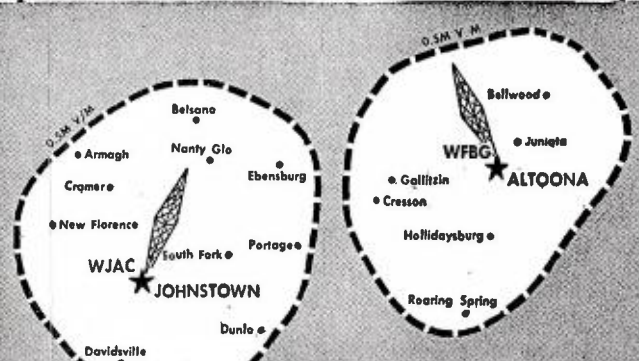 0.5M V/M
Belsano
Armagh
Nanty Glo
Cramer
Ebensburg
New Florence
South Fork
Portage
WJAC
JOHNSTOWN
Dunlo
Davidsville
0.5M V M
Bellwood
Juniata
WFBG
ALTOONA
Gallitzin
Cresson
Hollidaysburg
Roaring Spring